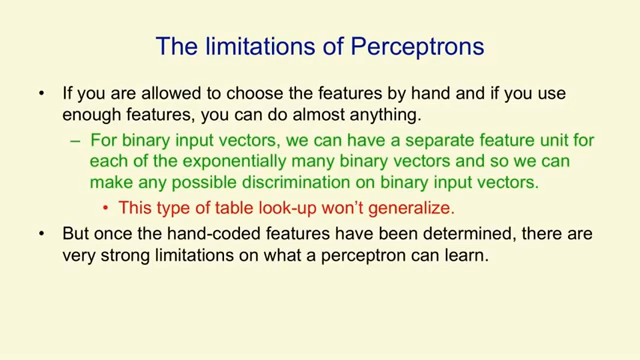 The limitations of Perceptrons
• If you are allowed to choose the features by hand and if you use
enough features, you can do almost anything.
– For binary input vectors, we can have a separate feature unit for
each of the exponentially many binary vectors and so we can
make any possible discrimination on binary input vectors.
• This type of table look-up won't generalize.
• But once the hand-coded features have been determined, there are
very strong limitations on what a perceptron can learn.